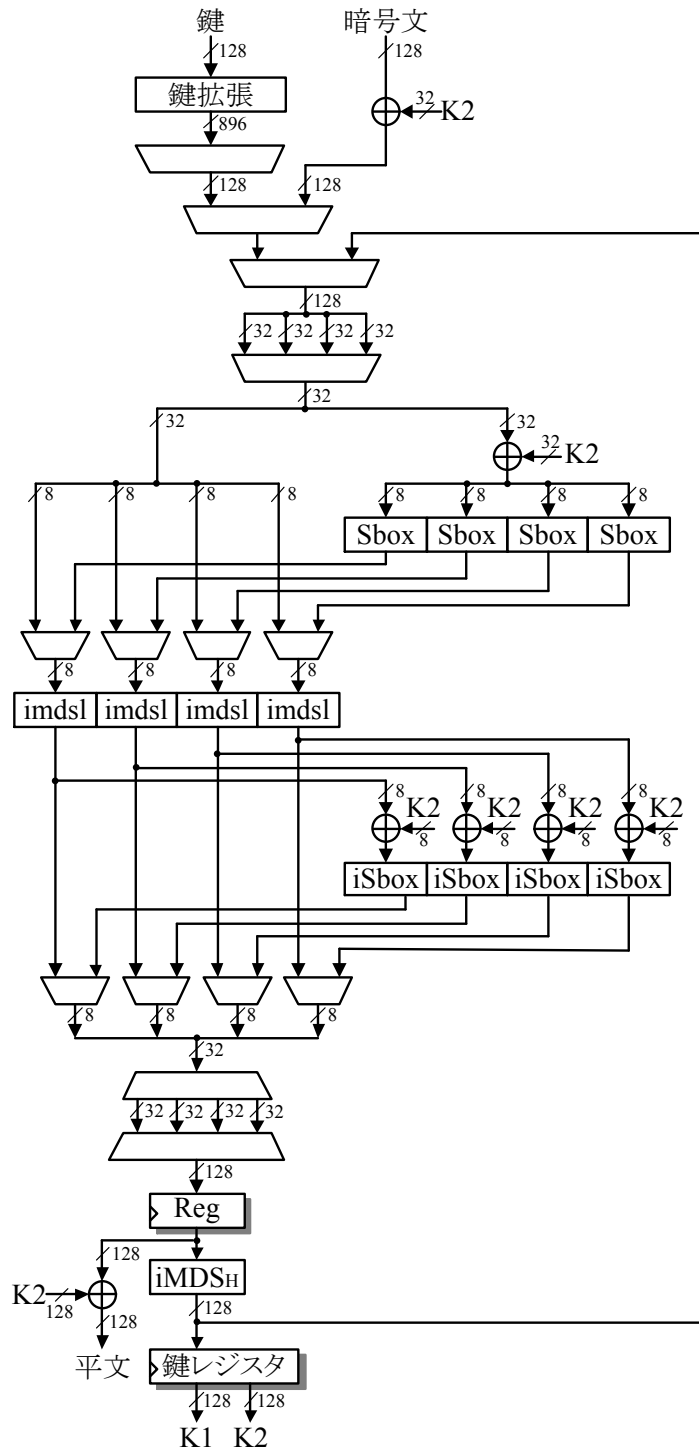 鍵 暗号文
128 128
鍵拡張
32 K2
896
128 128
128
32 32 32 32
32
32 32
32 K2
8 8 8 8 8 8 8 8
Sbox Sbox Sbox Sbox
8 8 8 8
imdsl imdsl imdsl imdsl
8 8 8 8
K2 K2 K2 K2
8 8 8 8
iSbox iSbox iSbox iSbox
8 8 8 8
32
32 32 32 32
128
Reg
128
K2 128
iMDSH
128 128
平文
鍵レジスタ
128 128
K1 K2